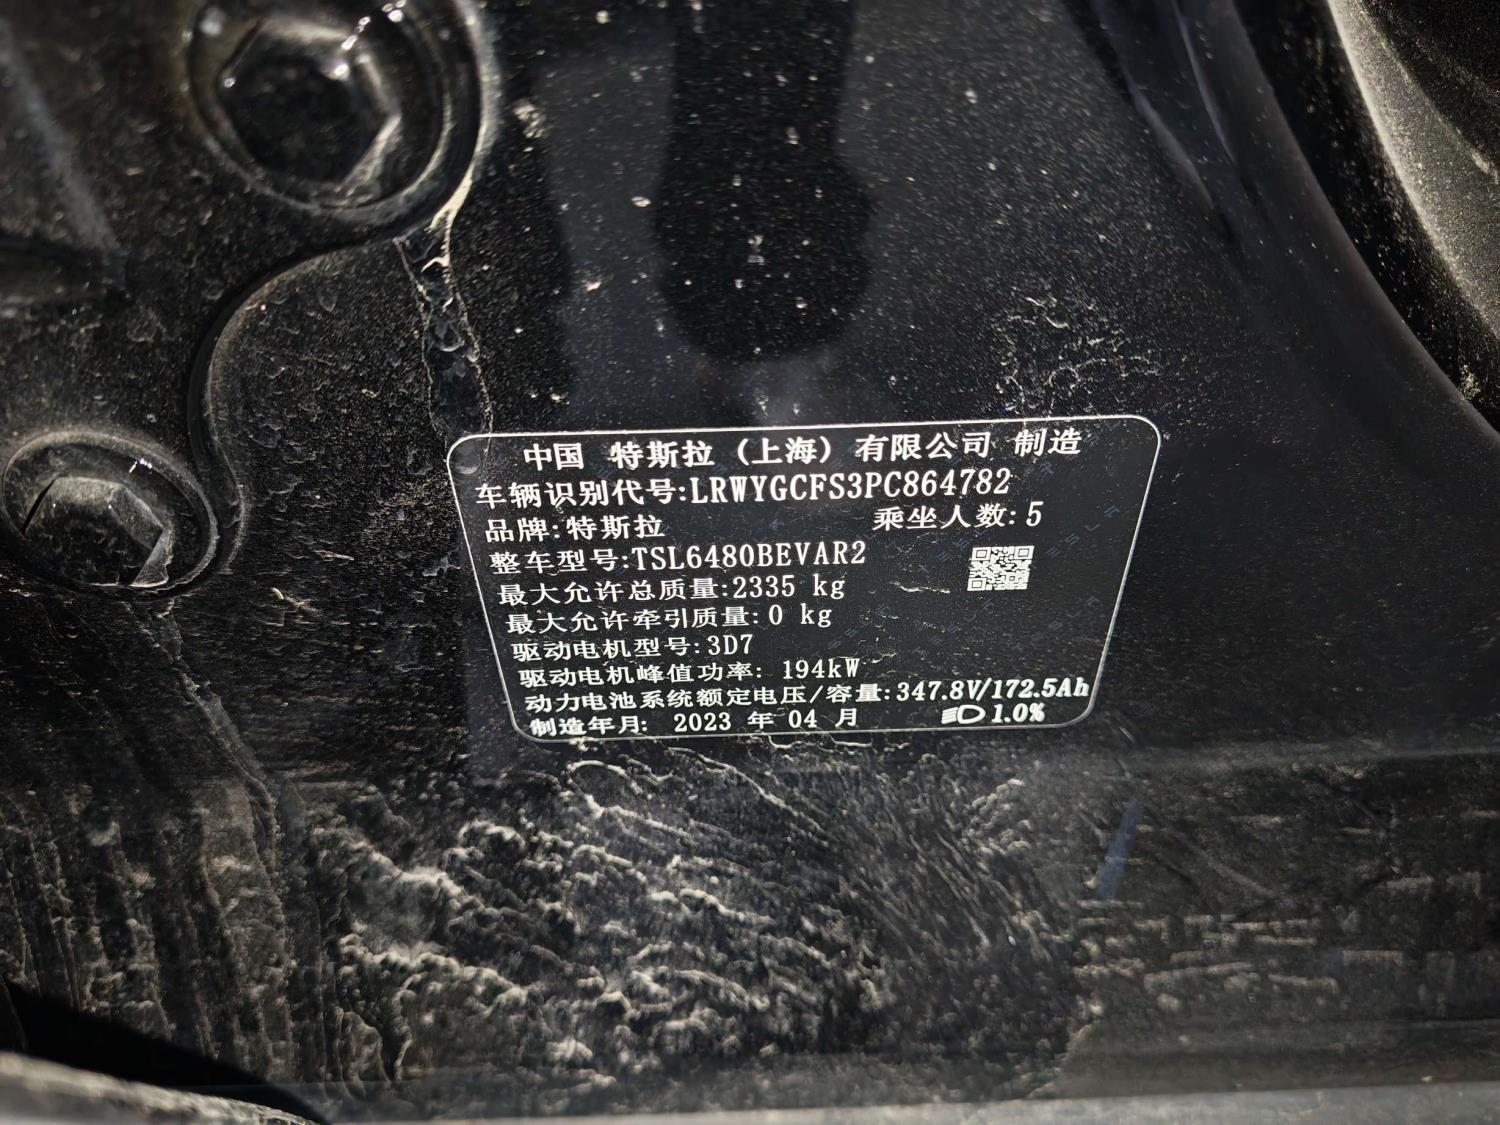 中国 特斯拉（上海）有限公司 制造
车辆识别代号:LRWYGCFS3PC864782
品牌:特斯拉 乘坐人数:5
整车型号:TSL6480BEVAR2
最大允许总质量:2335 kg
最大允许牵引质量:0 kg
驱动电机型号:3D7
驱动电机峰值功率: 194kW
动力电池系统额定电压/容量:347.8V/172.5Ah
制造年月: 2023 年 04 月 1.0%